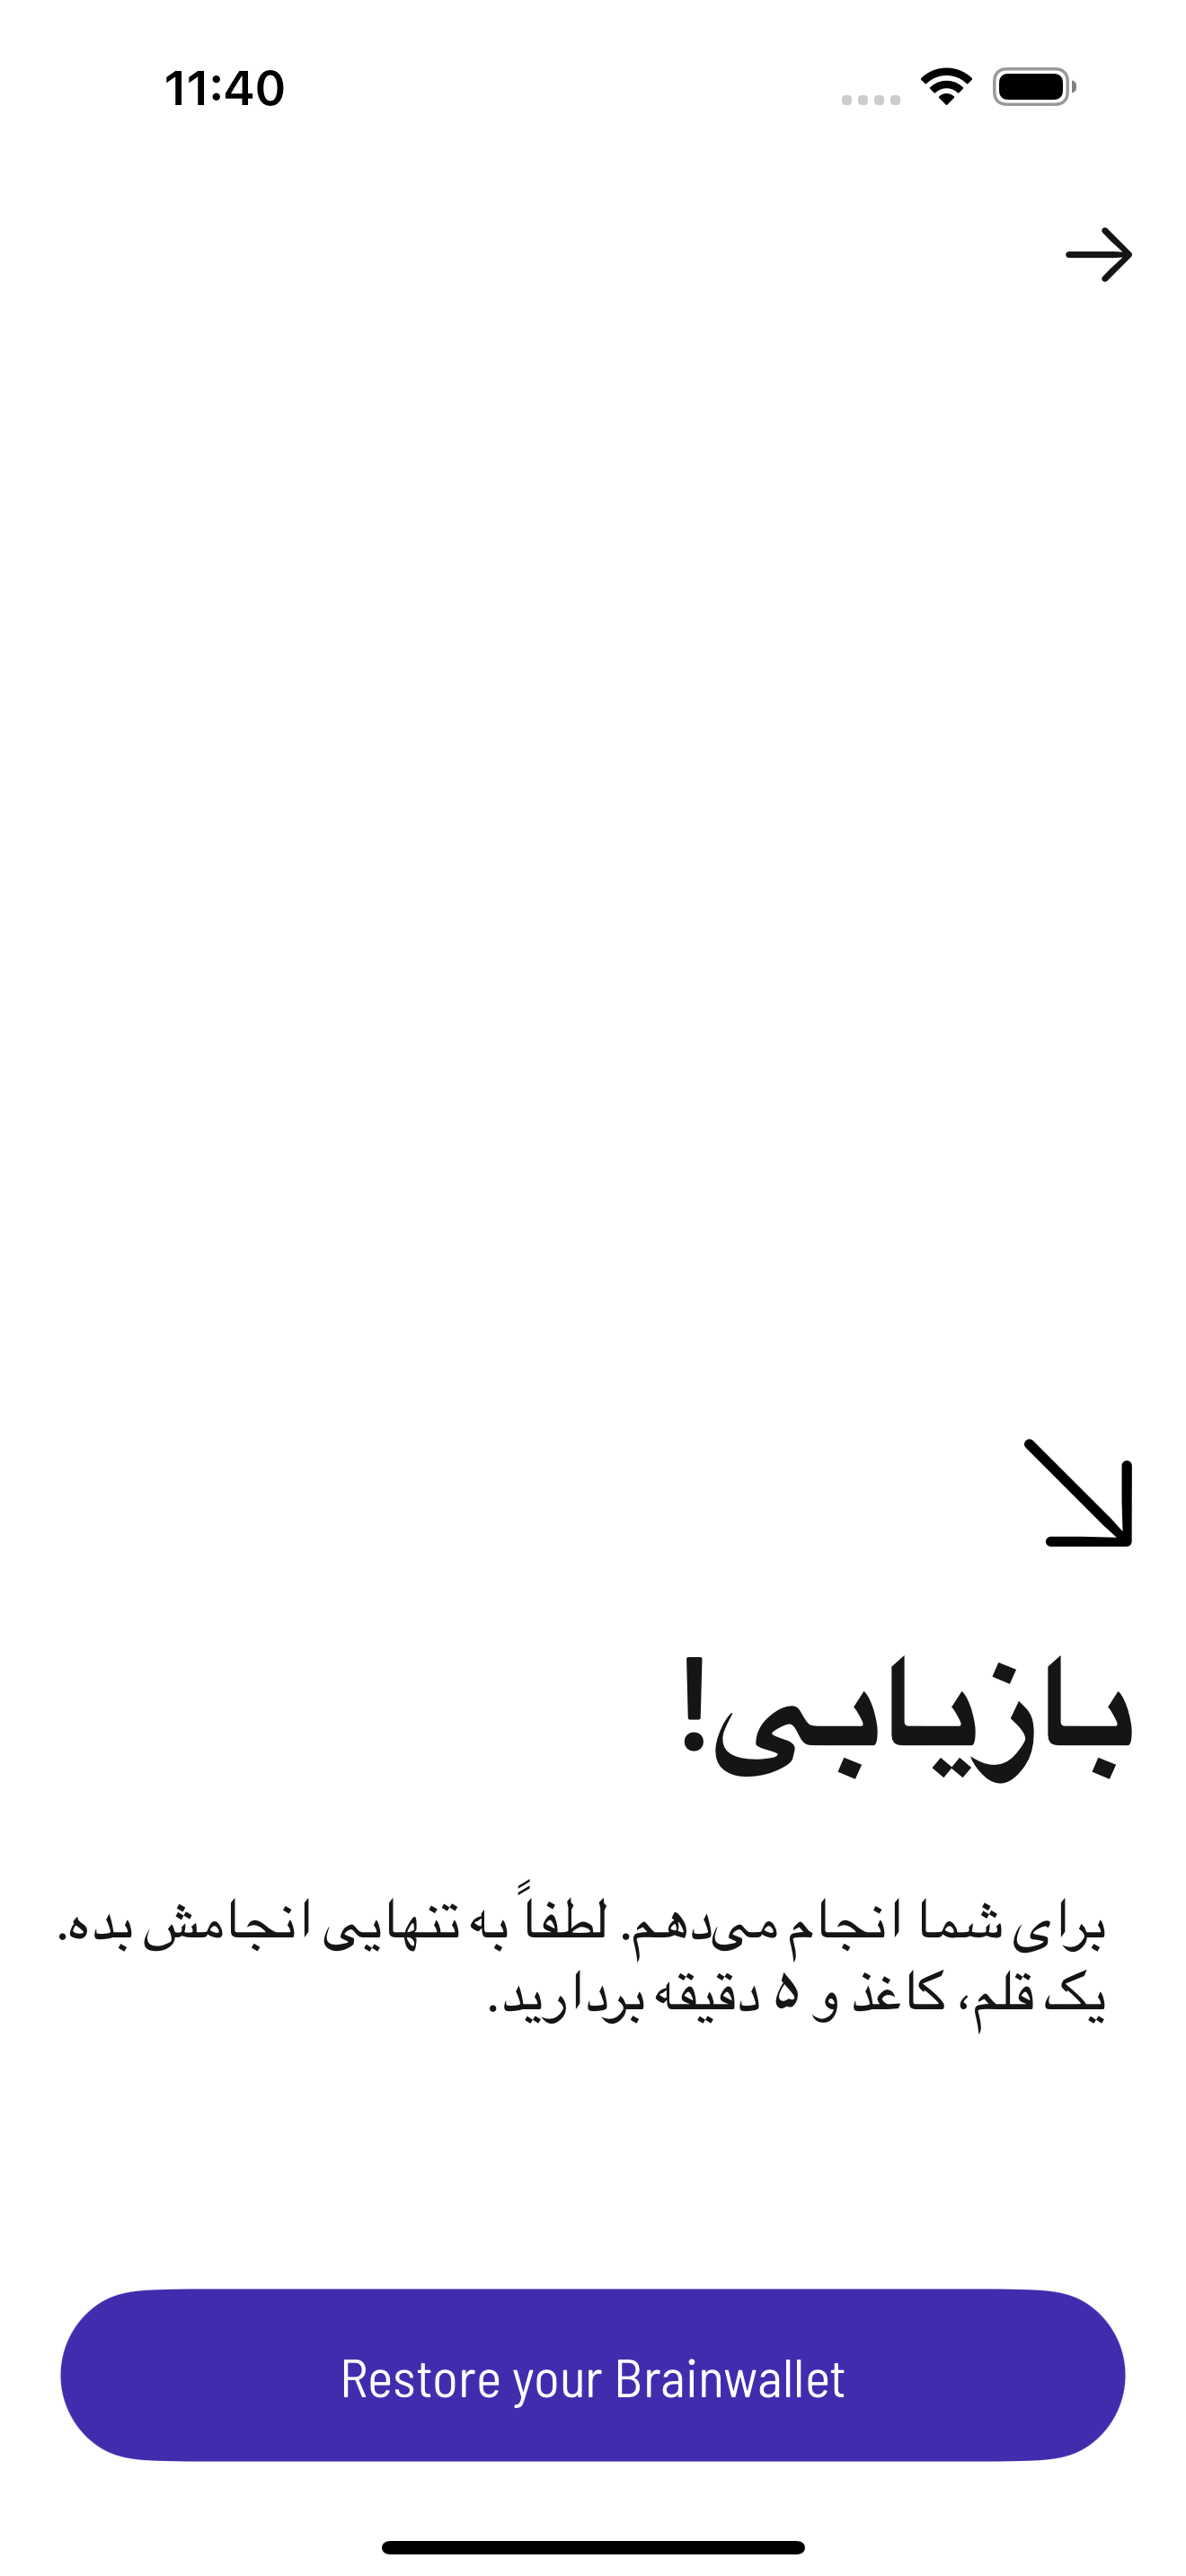 11:40
بازیابی!
برای شما انجام می‌دهم. لطفاً به تنهایی انجامش بده.
یک قلم، کاغذ و ۵ دقیقه بردارید.
Restore your Brainwallet